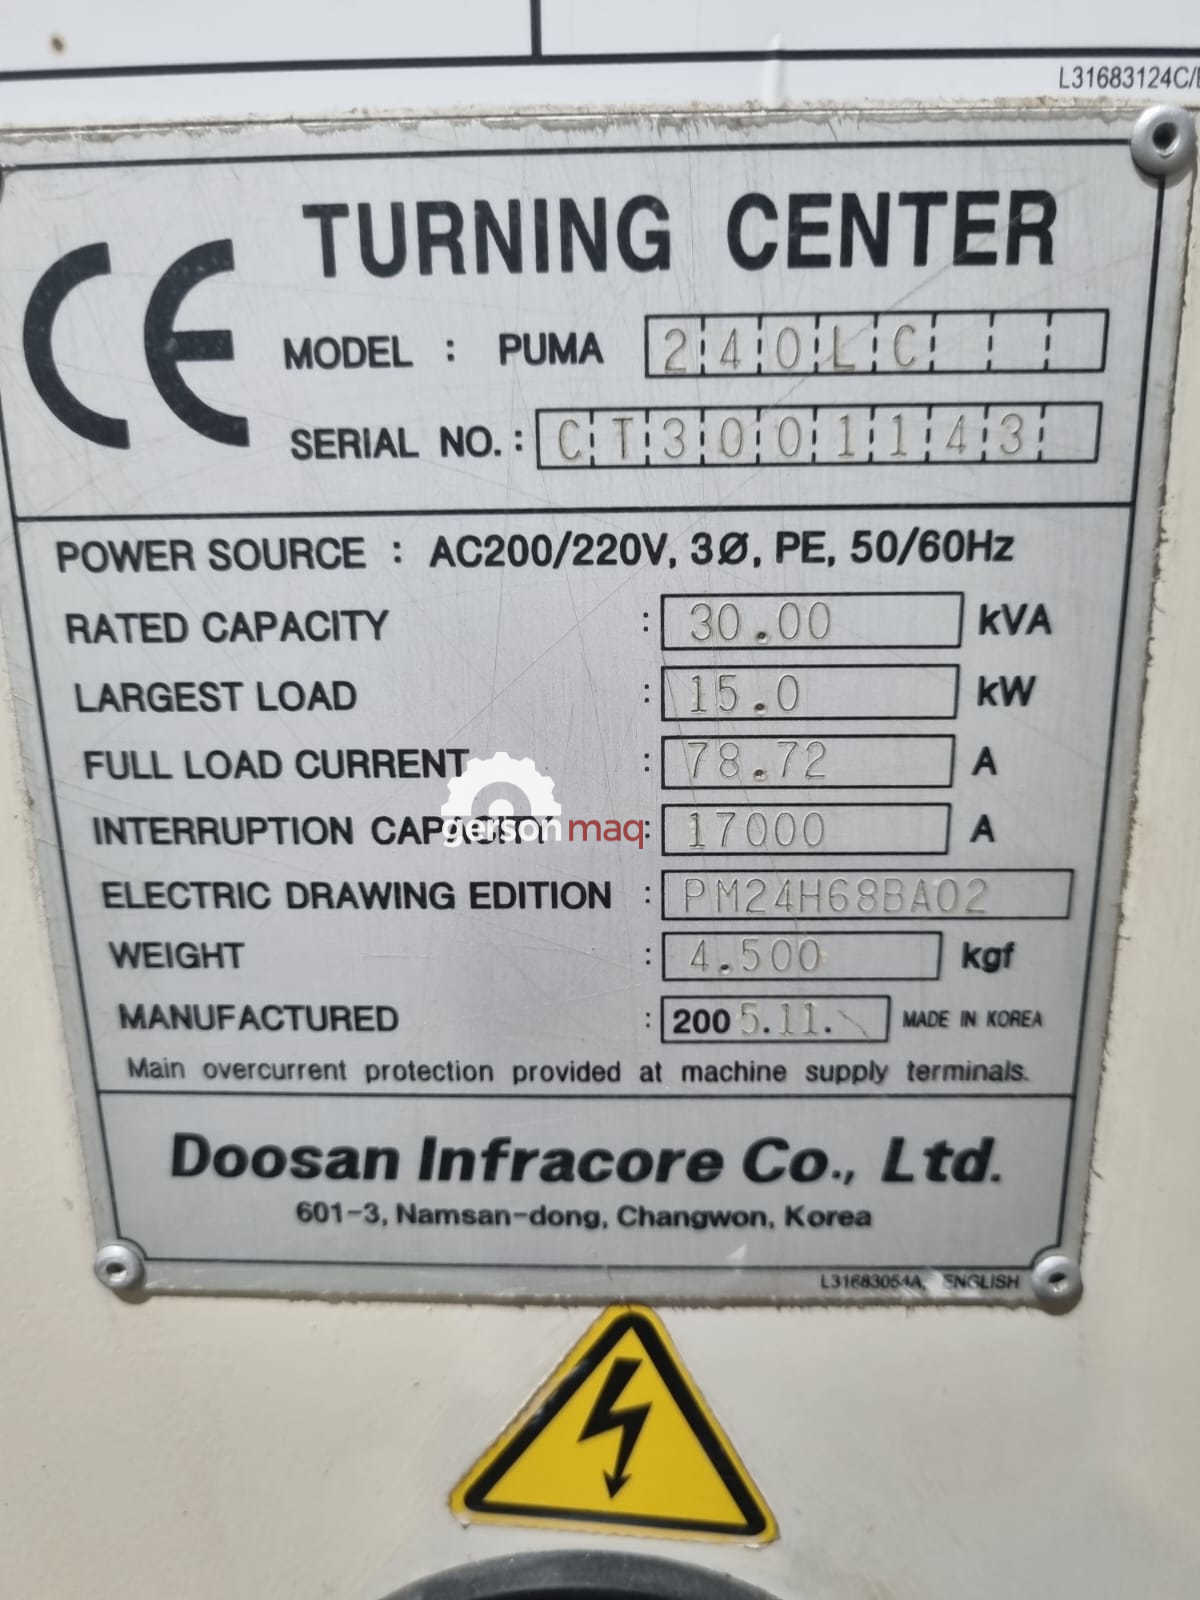 L31683124C/
CE
TURNING CENTER
MODEL : PUMA 240LC
SERIAL NO. : CT3001143
POWER SOURCE : AC200/220V, 3Ø, PE, 50/60Hz
RATED CAPACITY : 30.00 kVA
LARGEST LOAD : 15.0 kW
FULL LOAD CURRENT : 78.72 A
INTERRUPTION CAPACITY : 17000 A
gersonmaq
ELECTRIC DRAWING EDITION : PM24H68BA02
WEIGHT : 4.500 kgf
MANUFACTURED : 2005.11. MADE IN KOREA
Main overcurrent protection provided at machine supply terminals.
Doosan Infracore Co., Ltd.
601-3, Namsan-dong, Changwon, Korea
L31683054A, ENGLISH